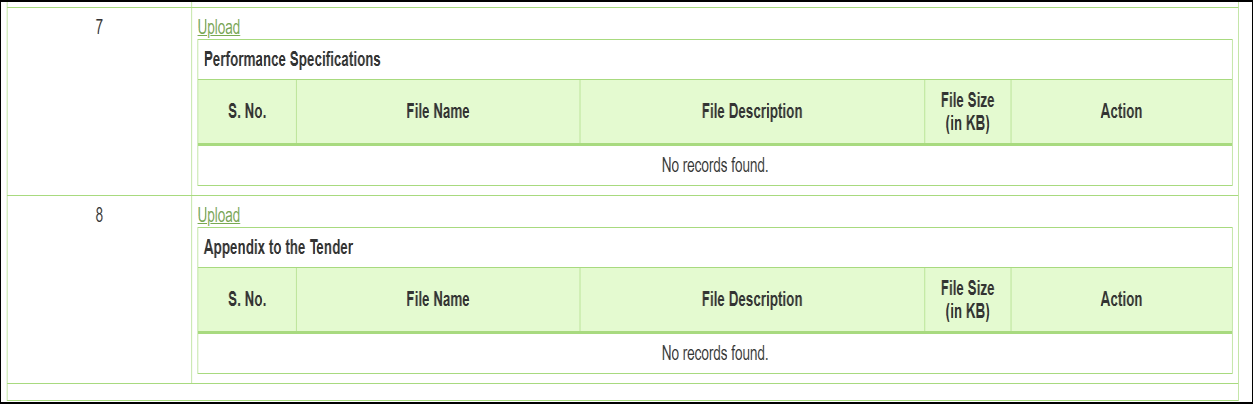 7
Upload
Performance Specifications
S. No. File Name File Description File Size (in KB) Action
No records found.
8
Upload
Appendix to the Tender
S. No. File Name File Description File Size (in KB) Action
No records found.